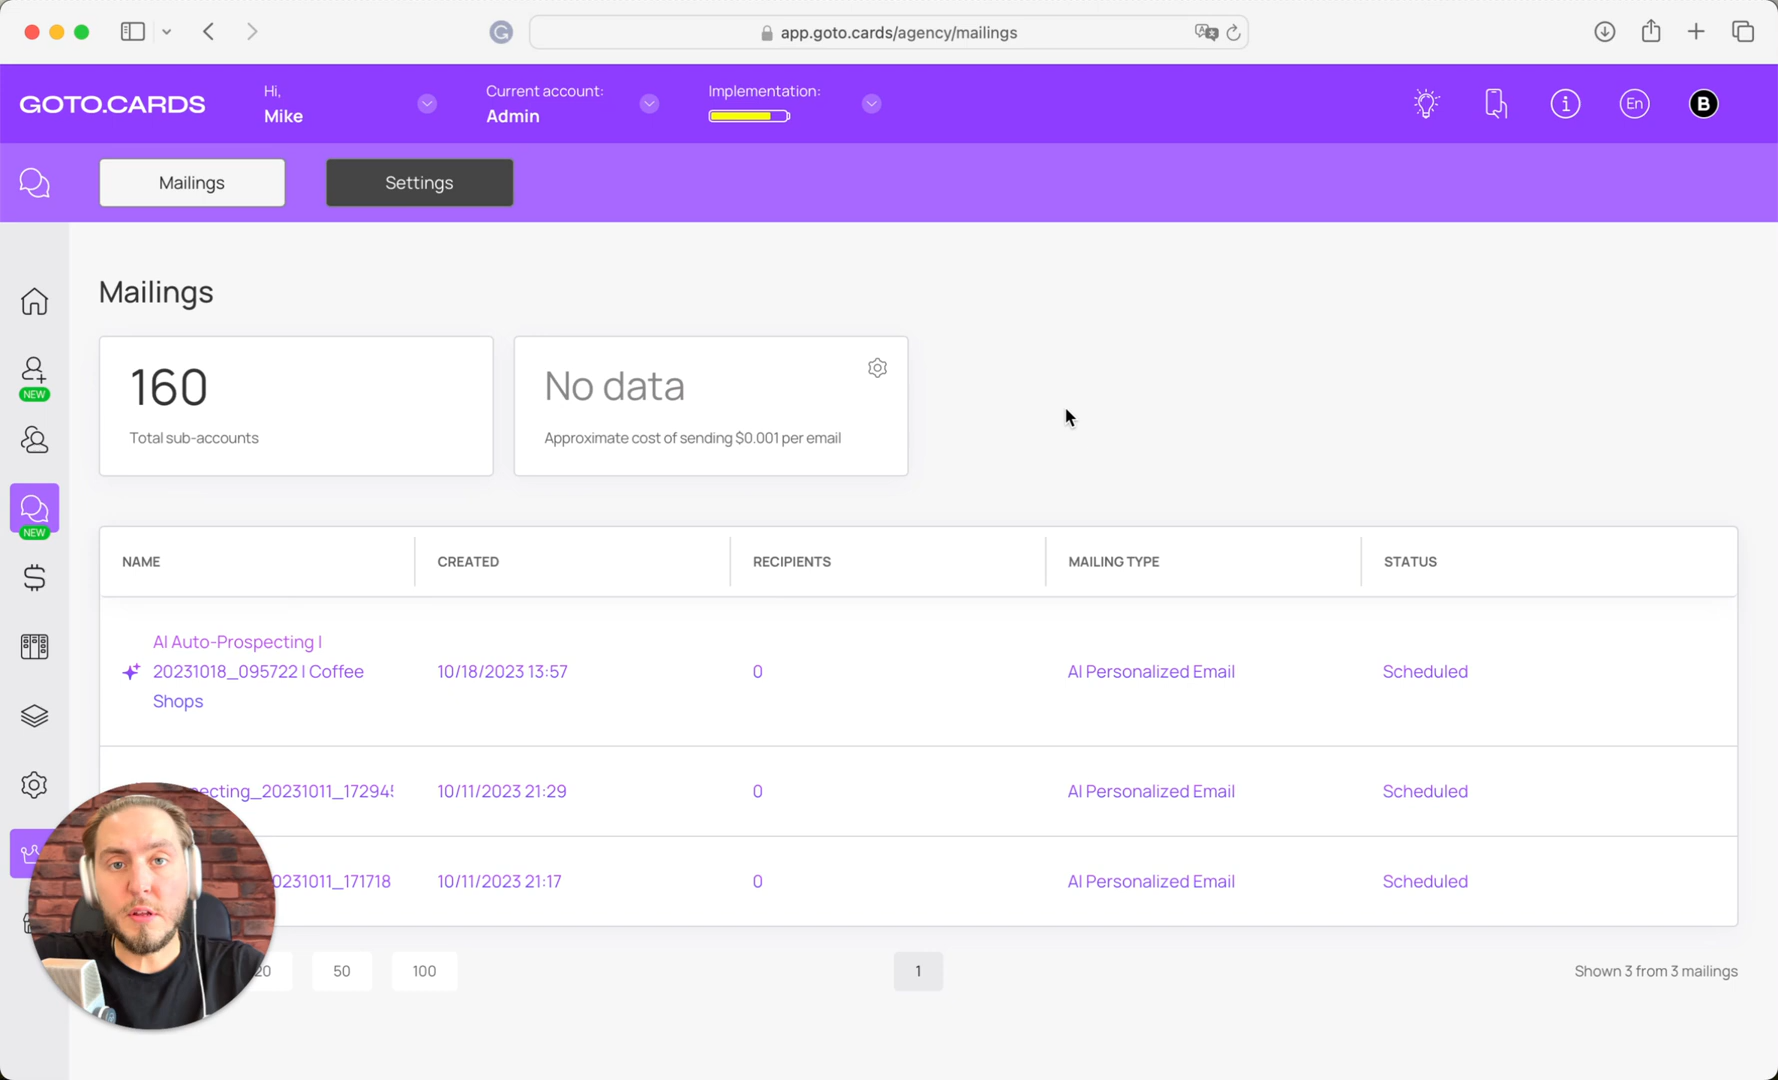 app.goto.cards/agency/mailings
GOTO.CARDS
Hi,
Mike
Current account:
Admin
Implementation:
En
B
Mailings
Settings
Mailings
160
Total sub-accounts
No data
Approximate cost of sending $0.001 per email
NEW
NEW
NAME
CREATED
RECIPIENTS
MAILING TYPE
STATUS
AI Auto-Prospecting |
20231018_095722 | Coffee
Shops
10/18/2023 13:57
0
AI Personalized Email
Scheduled
ecting_20231011_172945
10/11/2023 21:29
0
AI Personalized Email
Scheduled
0231011_171718
10/11/2023 21:17
0
AI Personalized Email
Scheduled
20
50
100
1
Shown 3 from 3 mailings